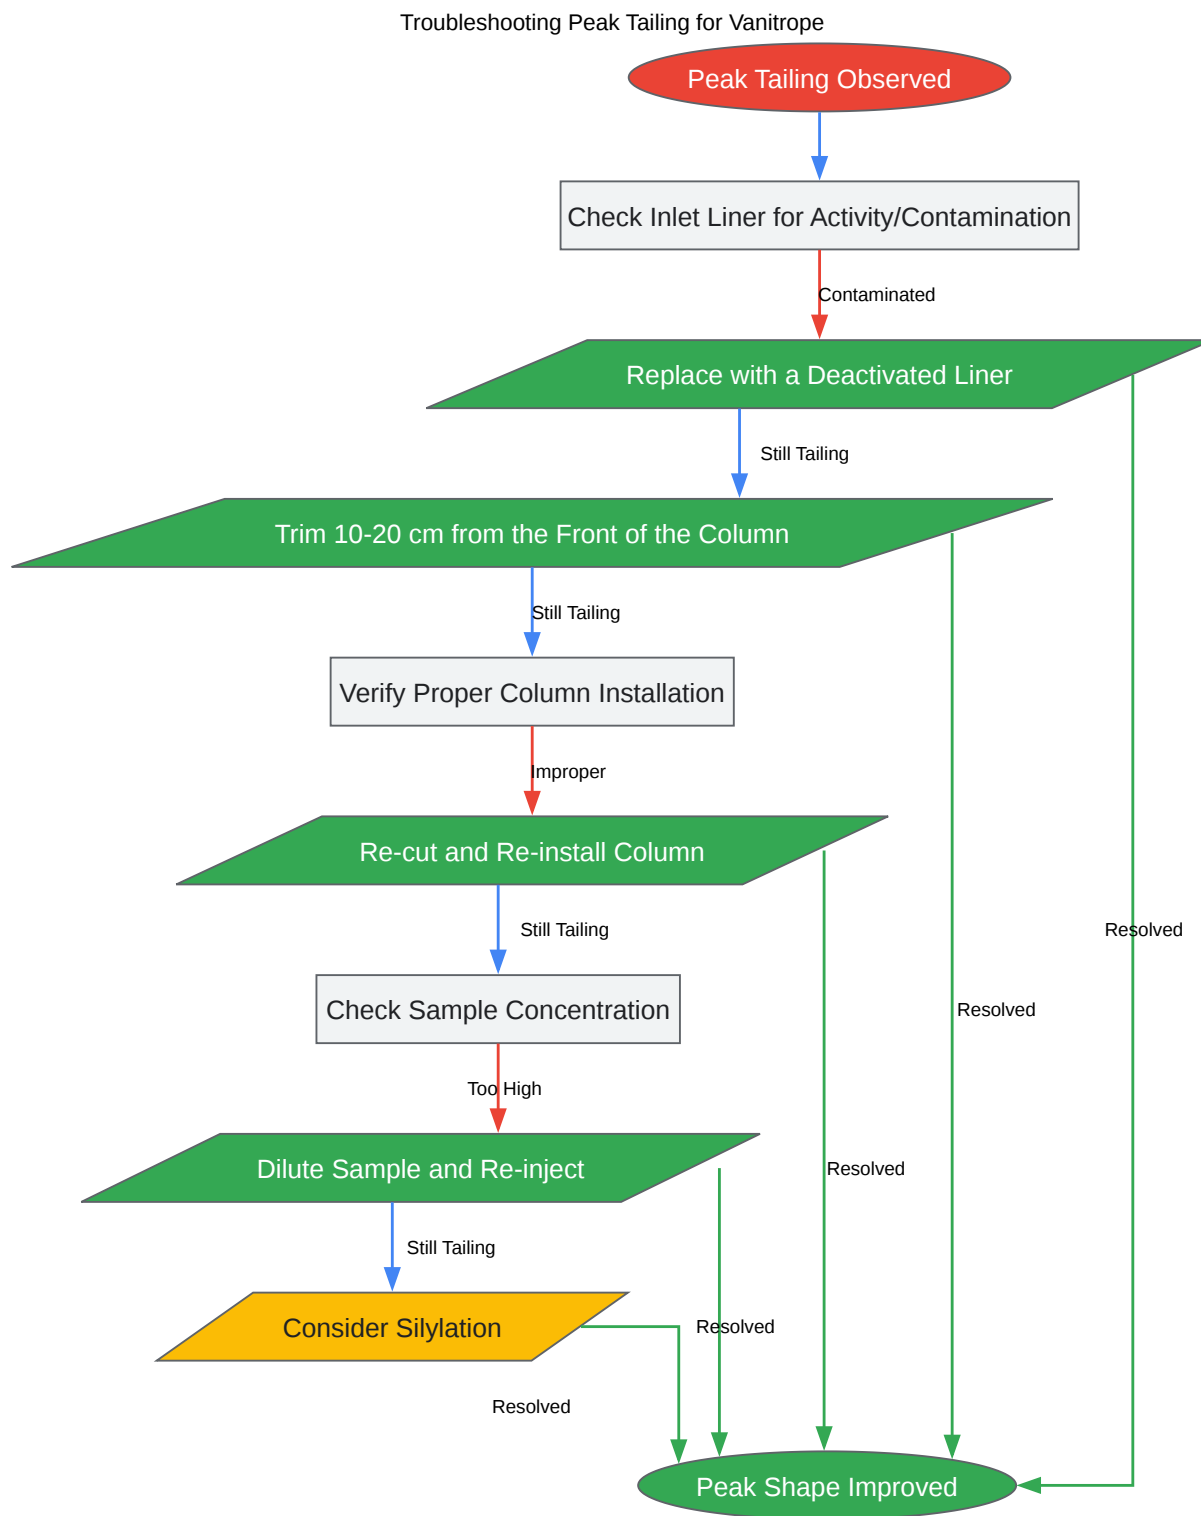 Troubleshooting Peak Tailing for Vanitrope
Peak Tailing Observed
Check Inlet Liner for Activity/Contamination
Contaminated
Replace with a Deactivated Liner
Still Tailing
Trim 10-20 cm from the Front of the Column
Still Tailing
Verify Proper Column Installation
Improper
Re-cut and Re-install Column
Still Tailing
Resolved
Check Sample Concentration
Resolved
Too High
Dilute Sample and Re-inject
Resolved
Still Tailing
Consider Silylation
Resolved
Resolved
Peak Shape Improved